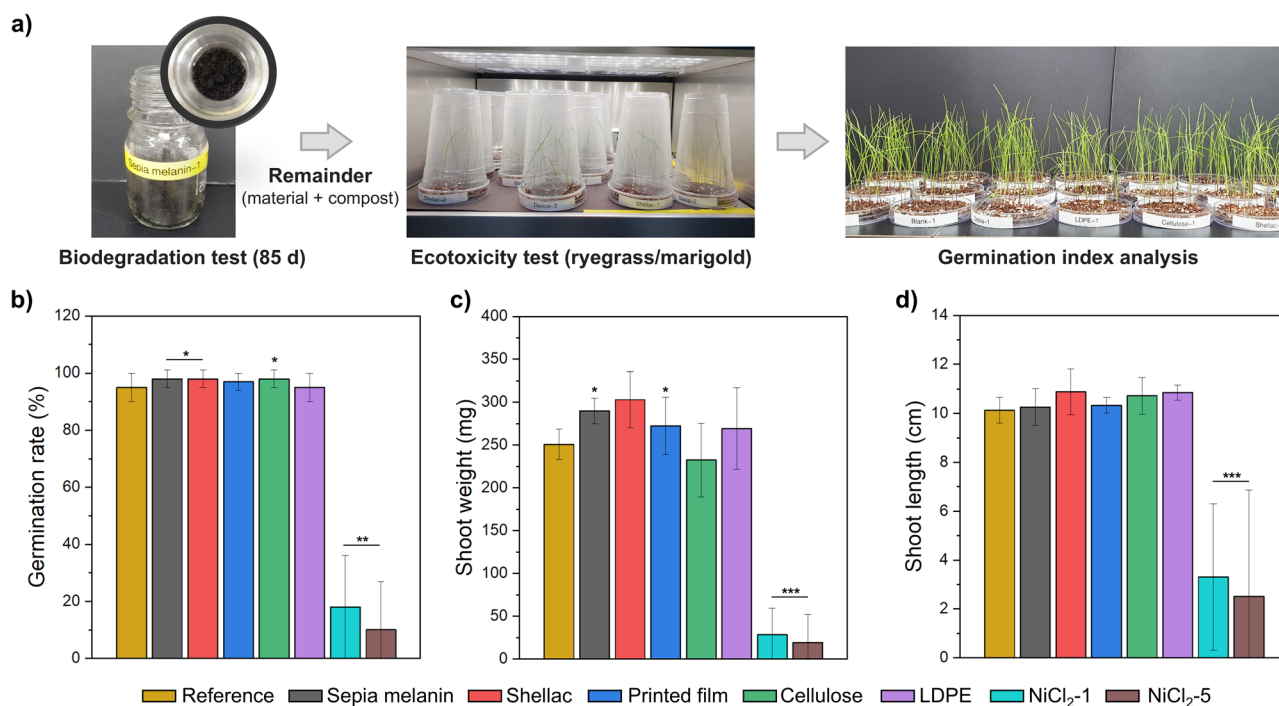 a)
Sepia melanin-1
Remainder
(material + compost)
Shellac-2
Device-3
Shellac-1
Blank-1
LDPE-1
Cellulose-1
Biodegradation test (85 d)
Ecotoxicity test (ryegrass/marigold)
Germination index analysis
b)
Germination rate (%)
120
100
80
60
40
20
0
*
*
**
c)
Shoot weight (mg)
400
350
300
250
200
150
100
50
0
*
*
***
d)
Shoot length (cm)
14
12
10
8
6
4
2
0
***
Reference
Sepia melanin
Shellac
Printed film
Cellulose
LDPE
NiCl₂-1
NiCl₂-5